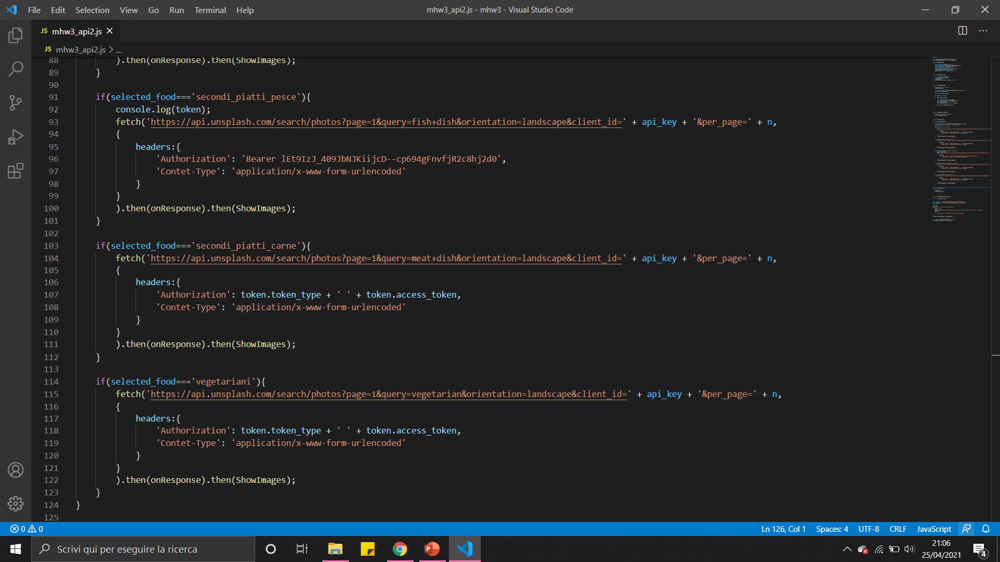 File Edit Selection View Go Run Terminal Help mhw3_api2.js - mhw3 - Visual Studio Code
JS mhw3_api2.js
JS mhw3_api2.js > ...
88 ).then(onResponse).then(ShowImages);
89 }
90
91 if(selected_food==='secondi_piatti_pesce'){
92 console.log(token);
93 fetch('https://api.unsplash.com/search/photos?page=1&query=fish+dish&orientation=landscape&client_id=' + api_key + '&per_page=' + n,
94 {
95 headers:{
96 'Authorization': 'Bearer lEt9IzJ_409JbNJKiijcD--cp694gFnvfjR2c8hj2d0',
97 'Contet-Type': 'application/x-www-form-urlencoded'
98 }
99 }
100 ).then(onResponse).then(ShowImages);
101 }
102
103 if(selected_food==='secondi_piatti_carne'){
104 fetch('https://api.unsplash.com/search/photos?page=1&query=meat+dish&orientation=landscape&client_id=' + api_key + '&per_page=' + n,
105 {
106 headers:{
107 'Authorization': token.token_type + ' ' + token.access_token,
108 'Contet-Type': 'application/x-www-form-urlencoded'
109 }
110 }
111 ).then(onResponse).then(ShowImages);
112 }
113
114 if(selected_food==='vegetariani'){
115 fetch('https://api.unsplash.com/search/photos?page=1&query=vegetarian&orientation=landscape&client_id=' + api_key + '&per_page=' + n,
116 {
117 headers:{
118 'Authorization': token.token_type + ' ' + token.access_token,
119 'Contet-Type': 'application/x-www-form-urlencoded'
120 }
121 }
122 ).then(onResponse).then(ShowImages);
123 }
124 }
125
0 0 Ln 126, Col 1 Spaces: 4 UTF-8 CRLF JavaScript
Scrivi qui per eseguire la ricerca
21:06
25/04/2021
4